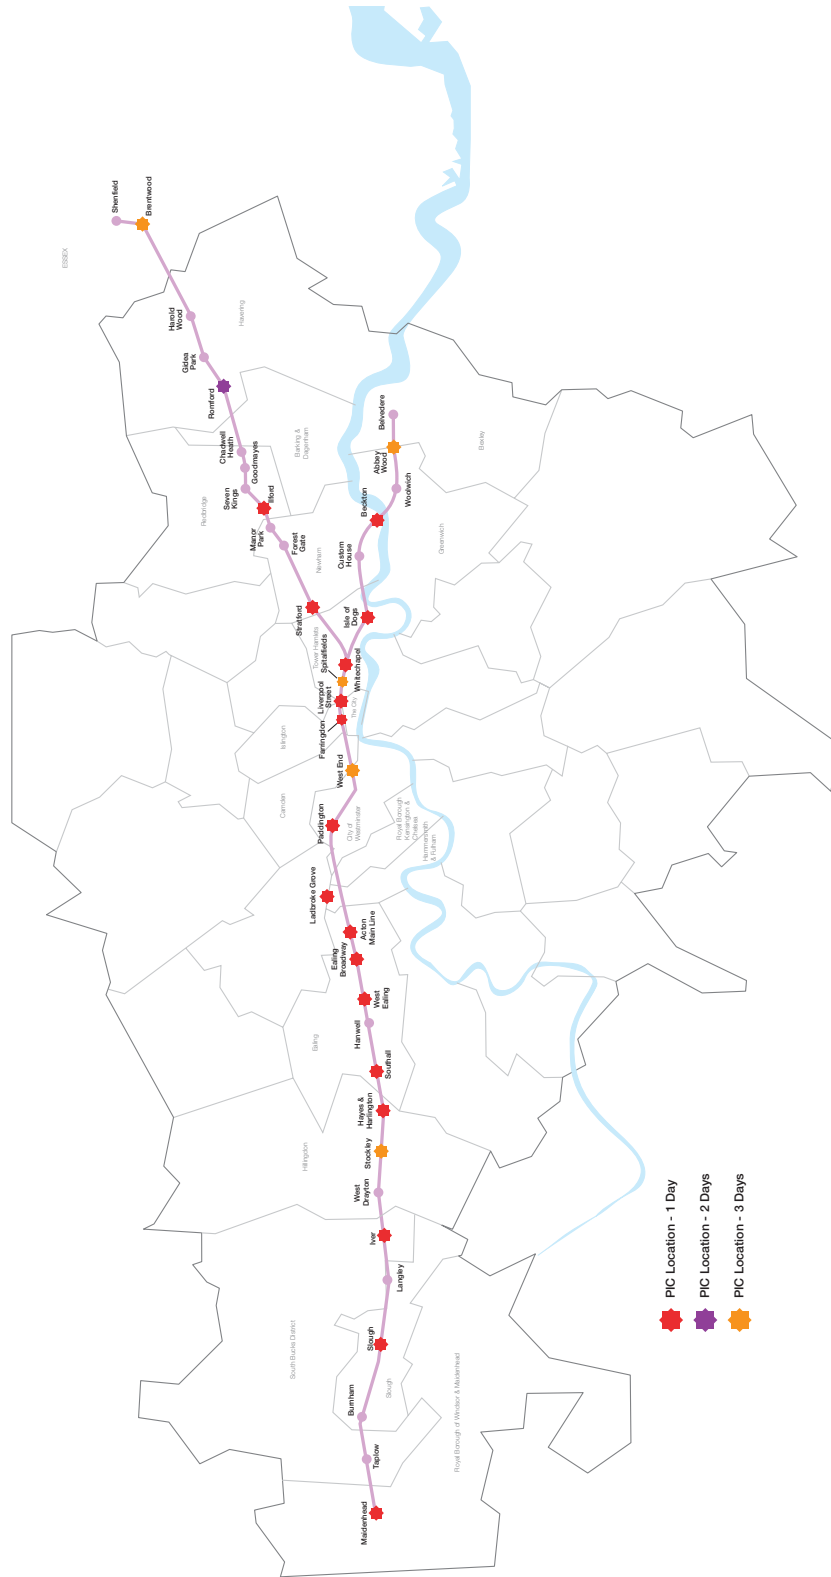 Shenfield
Brentwood
ESSEX
Harold
Wood
Gidea
Park
Havering
Romford
Chadwell
Heath
Goodmayes
Seven
Kings
Ilford
Manor
Park
Forest
Gate
Redbridge
Barking &
Dagenham
Newham
Stratford
Belvedere
Abbey
Wood
Woolwich
Beckton
Custom
House
Isle of
Dogs
Bexley
Greenwich
Tower Hamlets
Spitalfields
Whitechapel
Liverpool
Street
The City
Farringdon
Islington
West End
Camden
Paddington
City of
Westminster
Royal Borough
Kensington &
Chelsea
Hammersmith
& Fulham
Ladbroke Grove
Acton
Main Line
Ealing
Broadway
West
Ealing
Hanwell
Ealing
Southall
Hayes &
Harlington
Stockley
Hillingdon
West
Drayton
Iver
Langley
Slough
Slough
South Bucks District
Burnham
Taplow
Maidenhead
Royal Borough of Windsor & Maidenhead
PIC Location - 1 Day
PIC Location - 2 Days
PIC Location - 3 Days